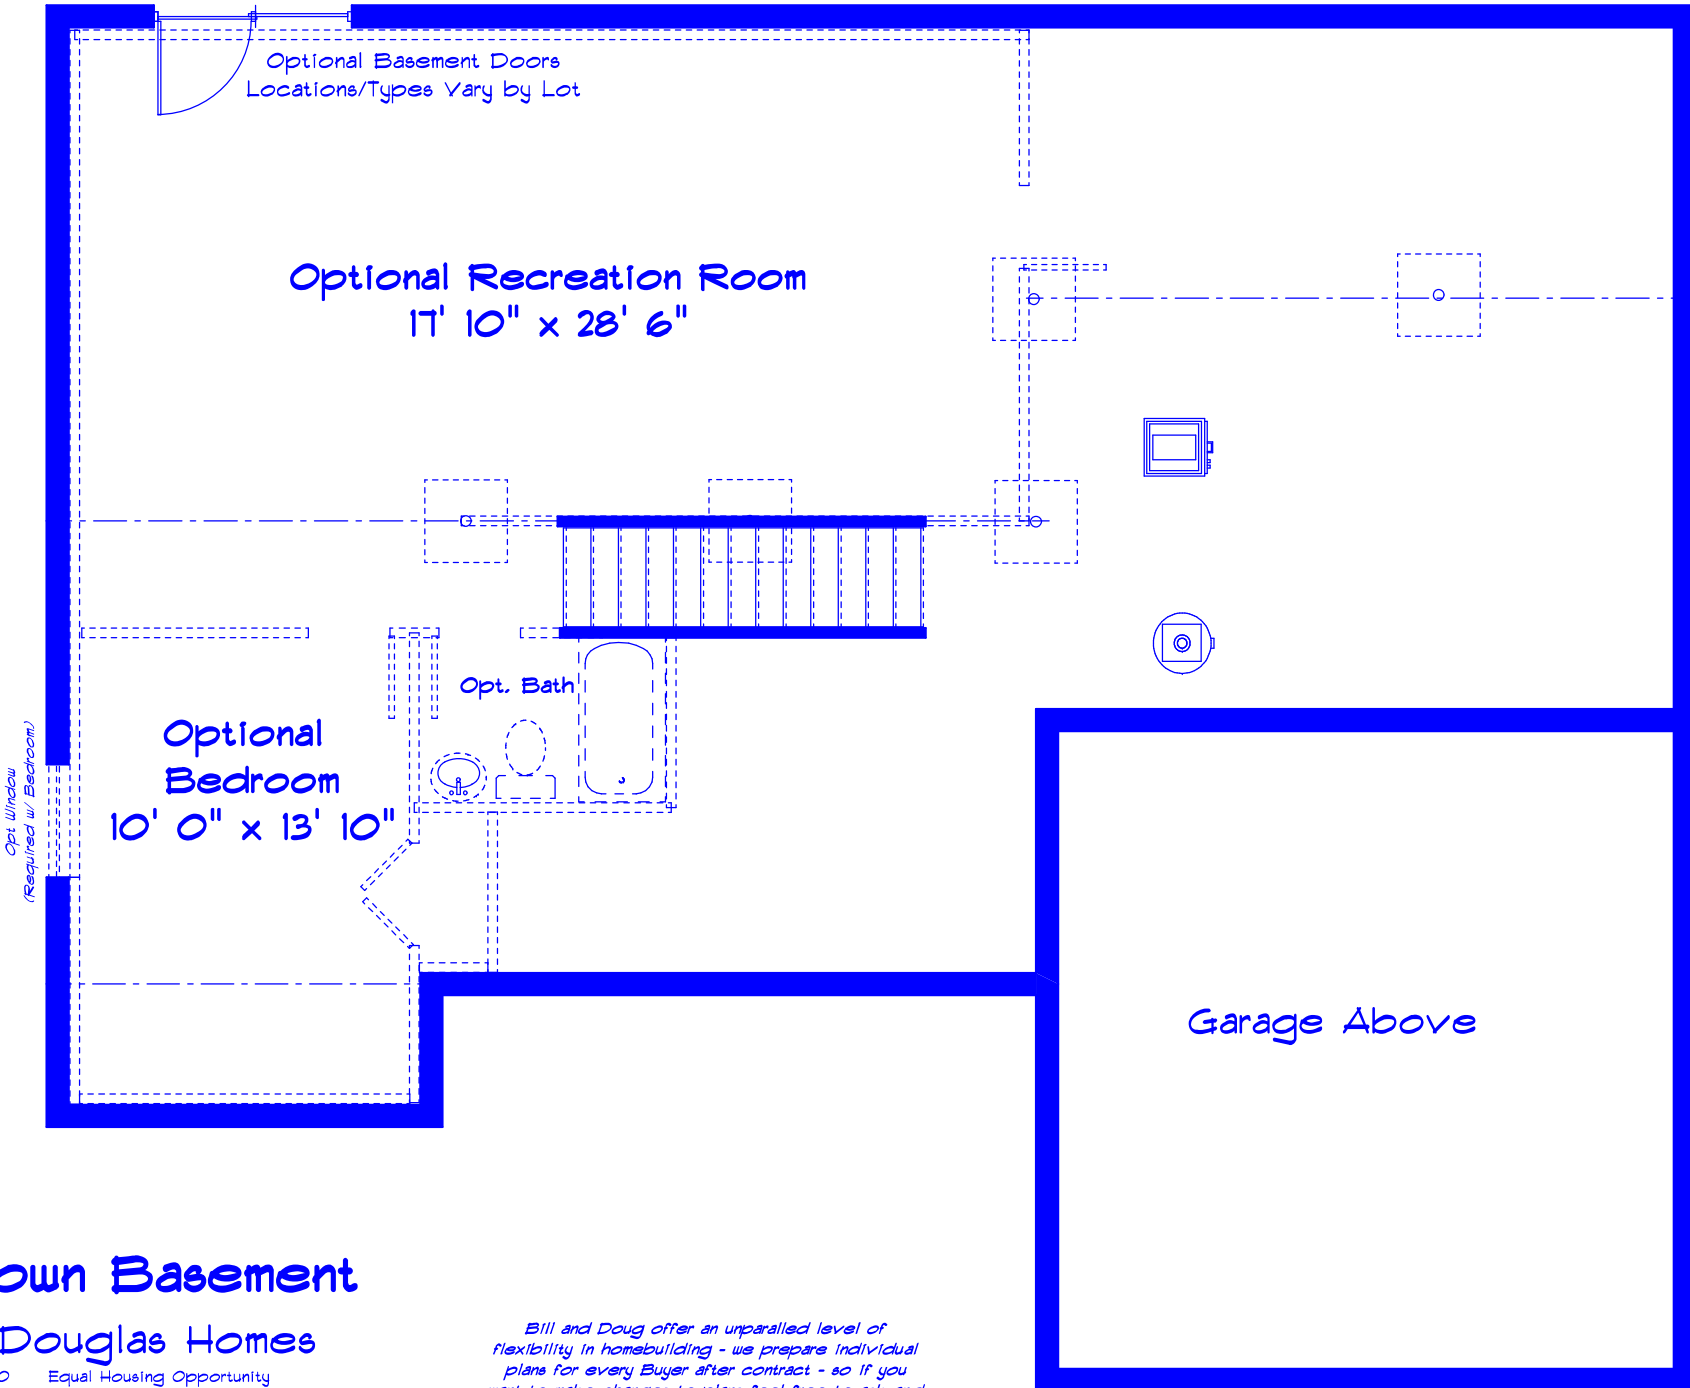 Optional Basement Doors
Locations/Types Vary by Lot
Optional Recreation Room
17' 10" x 28' 6"
Opt. Bath
Optional
Bedroom
10' 0" x 13' 10"
Opt Window
(Required w/ Bedroom)
Garage Above
own Basement
Douglas Homes
Equal Housing Opportunity
Bill and Doug offer an unparalled level of
flexibility in homebuilding - we prepare individual
plans for every Buyer after contract - so if you